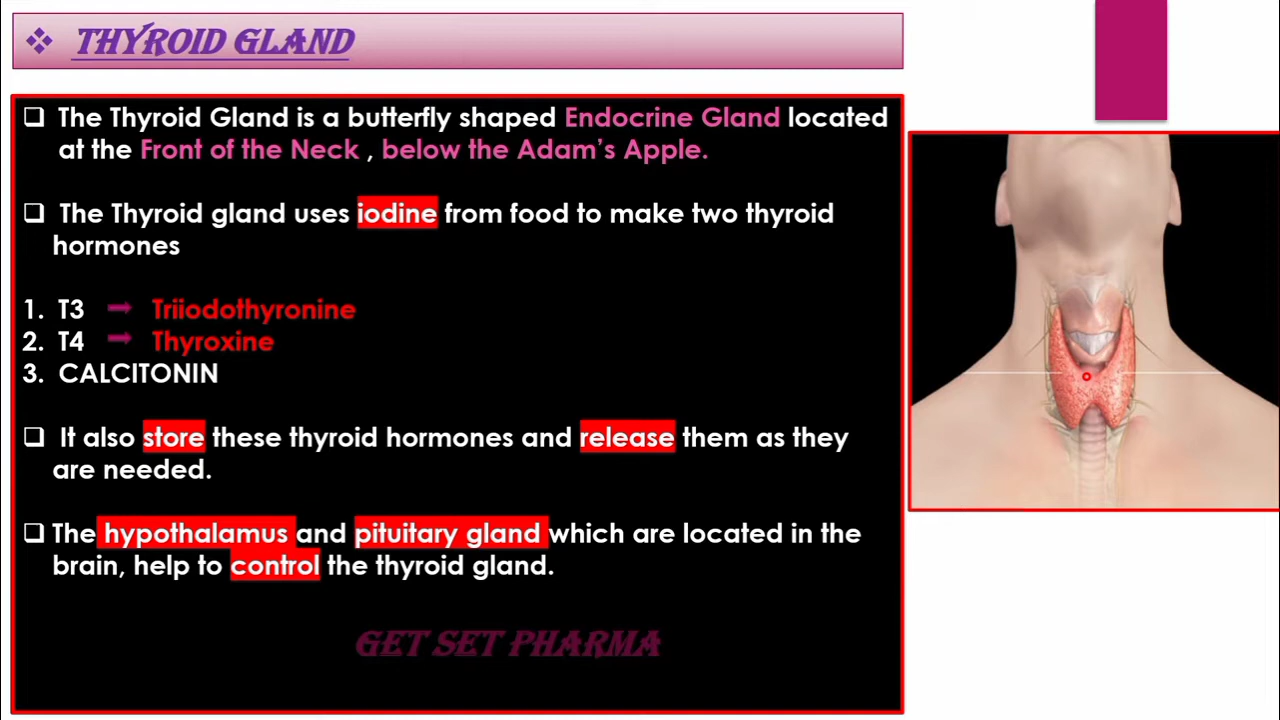 THYROID GLAND
The Thyroid Gland is a butterfly shaped Endocrine Gland located
at the Front of the Neck , below the Adam's Apple.
The Thyroid gland uses iodine from food to make two thyroid
hormones
1. T3 ➡ Triiodothyronine
2. T4 ➡ Thyroxine
3. CALCITONIN
It also store these thyroid hormones and release them as they
are needed.
The hypothalamus and pituitary gland which are located in the
brain, help to control the thyroid gland.
GET SET PHARMA